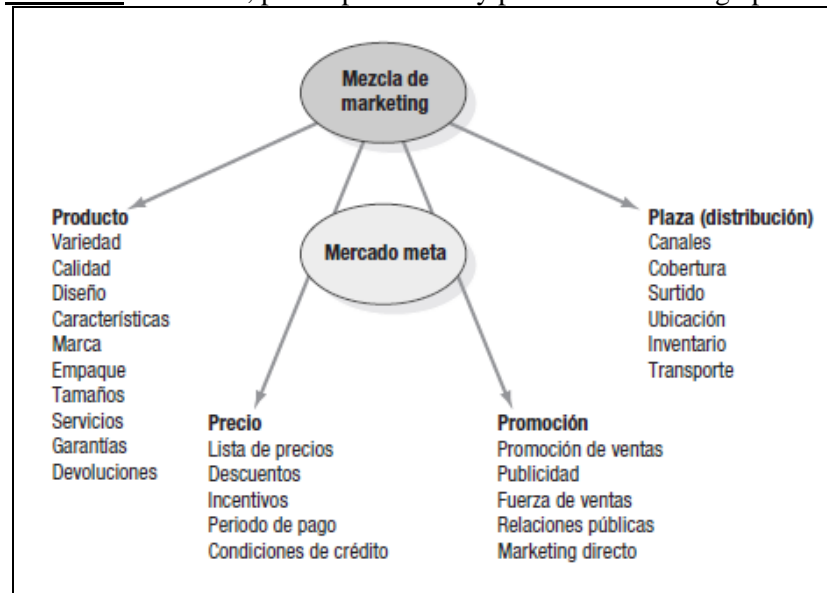 Mezcla de
marketing
Mercado meta
Producto
Variedad
Calidad
Diseño
Características
Marca
Empaque
Tamaños
Servicios
Garantías
Devoluciones
Precio
Lista de precios
Descuentos
Incentivos
Periodo de pago
Condiciones de crédito
Promoción
Promoción de ventas
Publicidad
Fuerza de ventas
Relaciones públicas
Marketing directo
Plaza (distribución)
Canales
Cobertura
Surtido
Ubicación
Inventario
Transporte